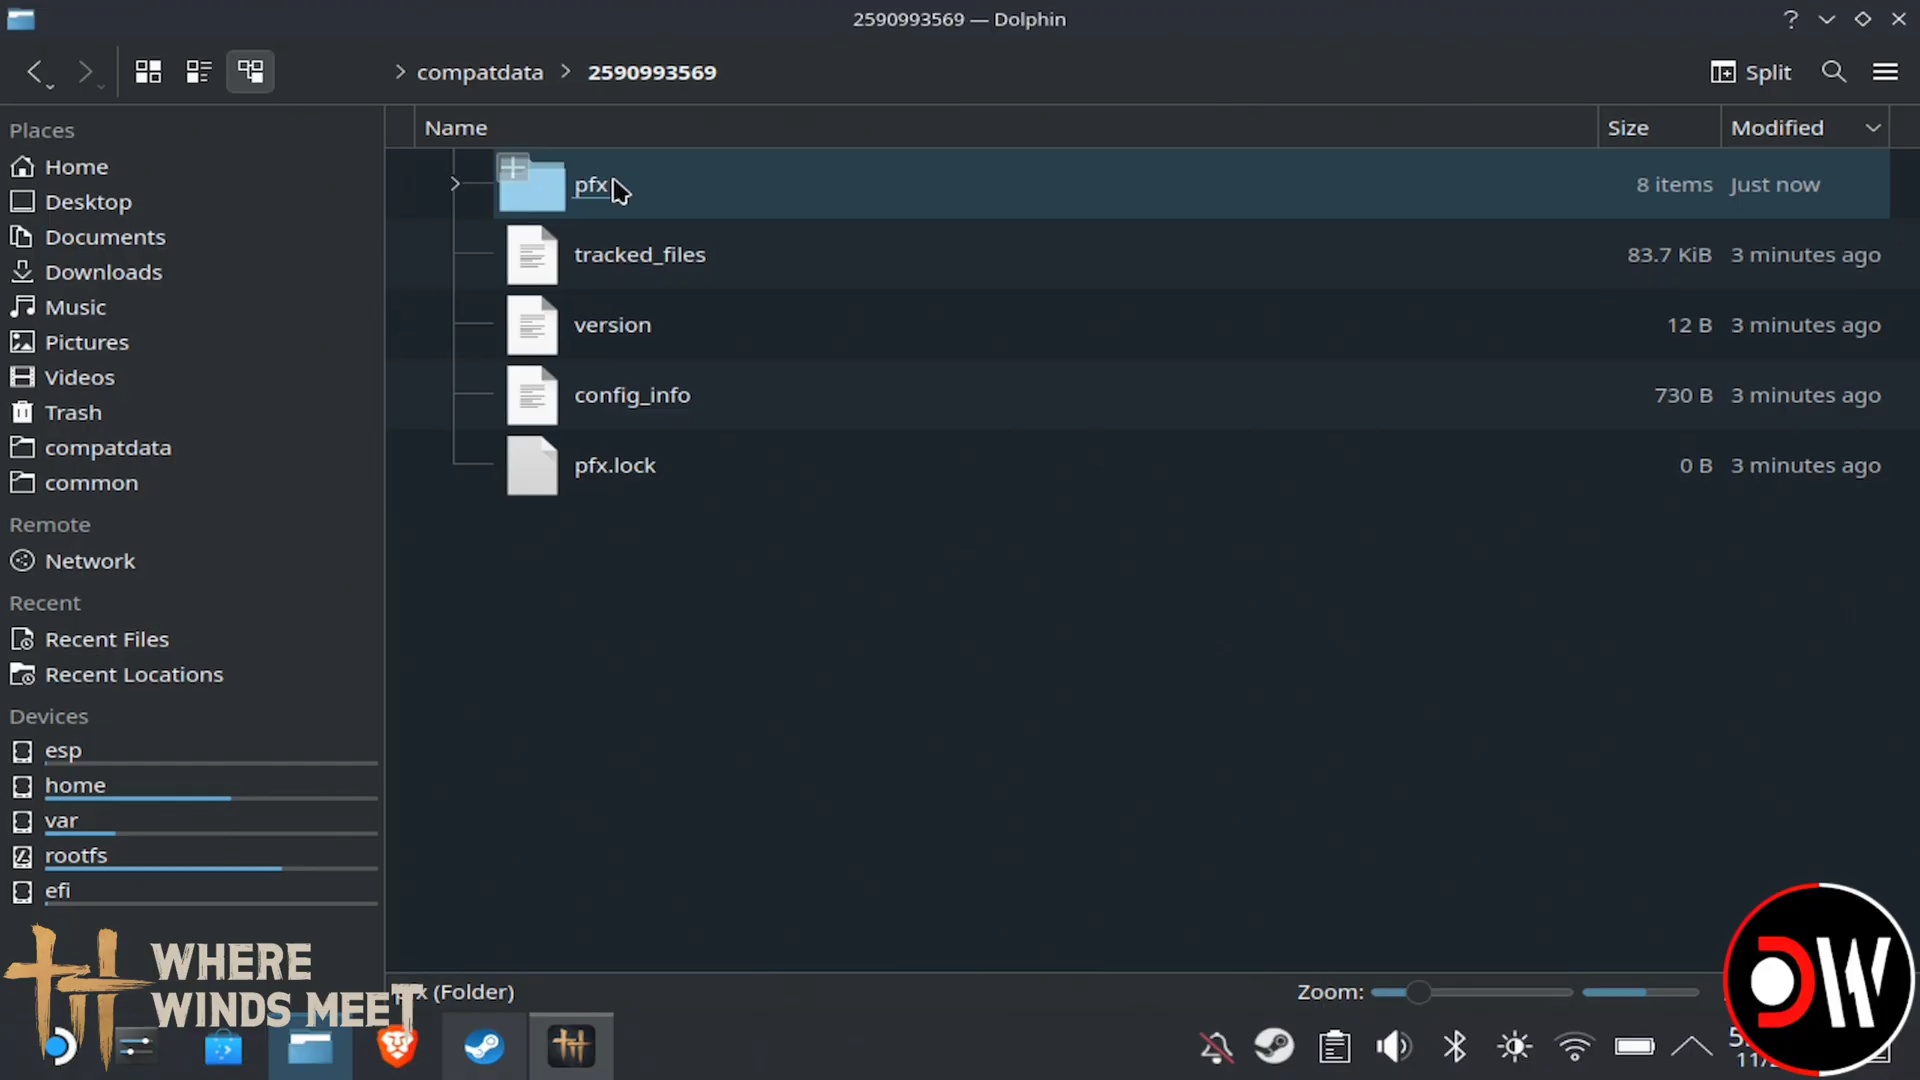 2590993569 — Dolphin
compatdata > 2590993569
Split
Places
Home
Desktop
Documents
Downloads
Music
Pictures
Videos
Trash
compatdata
common
Remote
Network
Recent
Recent Files
Recent Locations
Devices
esp
home
var
rootfs
efi
Name Size Modified
pfx 8 items Just now
tracked_files 83.7 KiB 3 minutes ago
version 12 B 3 minutes ago
config_info 730 B 3 minutes ago
pfx.lock 0 B 3 minutes ago
(Folder)
Zoom:
WHERE
WINDS MEET
DW